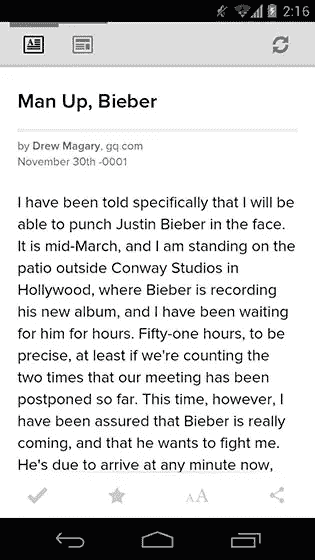 2:16
Man Up, Bieber
by Drew Magary, gq com
November 30th -0001
I have been told specifically that I will be
able to punch Justin Bieber in the face.
It is mid-March, and I am standing on the
patio outside Conway Studios in
Hollywood, where Bieber is recording
his new album, and I have been waiting
for him for hours. Fifty-one hours, to be
precise, at least if we're counting the
two times that our meeting has been
postponed so far. This time, however, I
have been assured that Bieber is really
coming, and that he wants to fight me.
He's due to arrive at any minute now,
AA